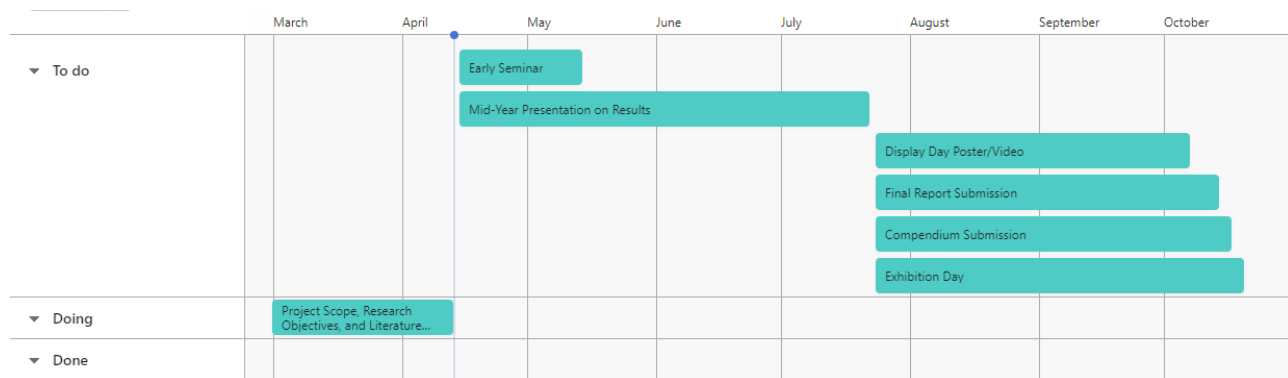 March April May June July August September October
To do
Early Seminar
Mid-Year Presentation on Results
Display Day Poster/Video
Final Report Submission
Compendium Submission
Exhibition Day
Doing
Project Scope, Research
Objectives, and Literature...
Done